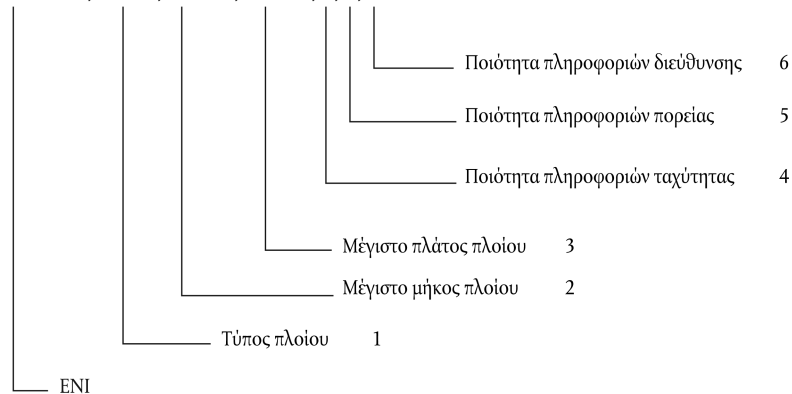 Ποιότητα πληροφοριών διεύθυνσης 6
Ποιότητα πληροφοριών πορείας 5
Ποιότητα πληροφοριών ταχύτητας 4
Μέγιστο πλάτος πλοίου 3
Μέγιστο μήκος πλοίου 2
Τύπος πλοίου 1
ENI